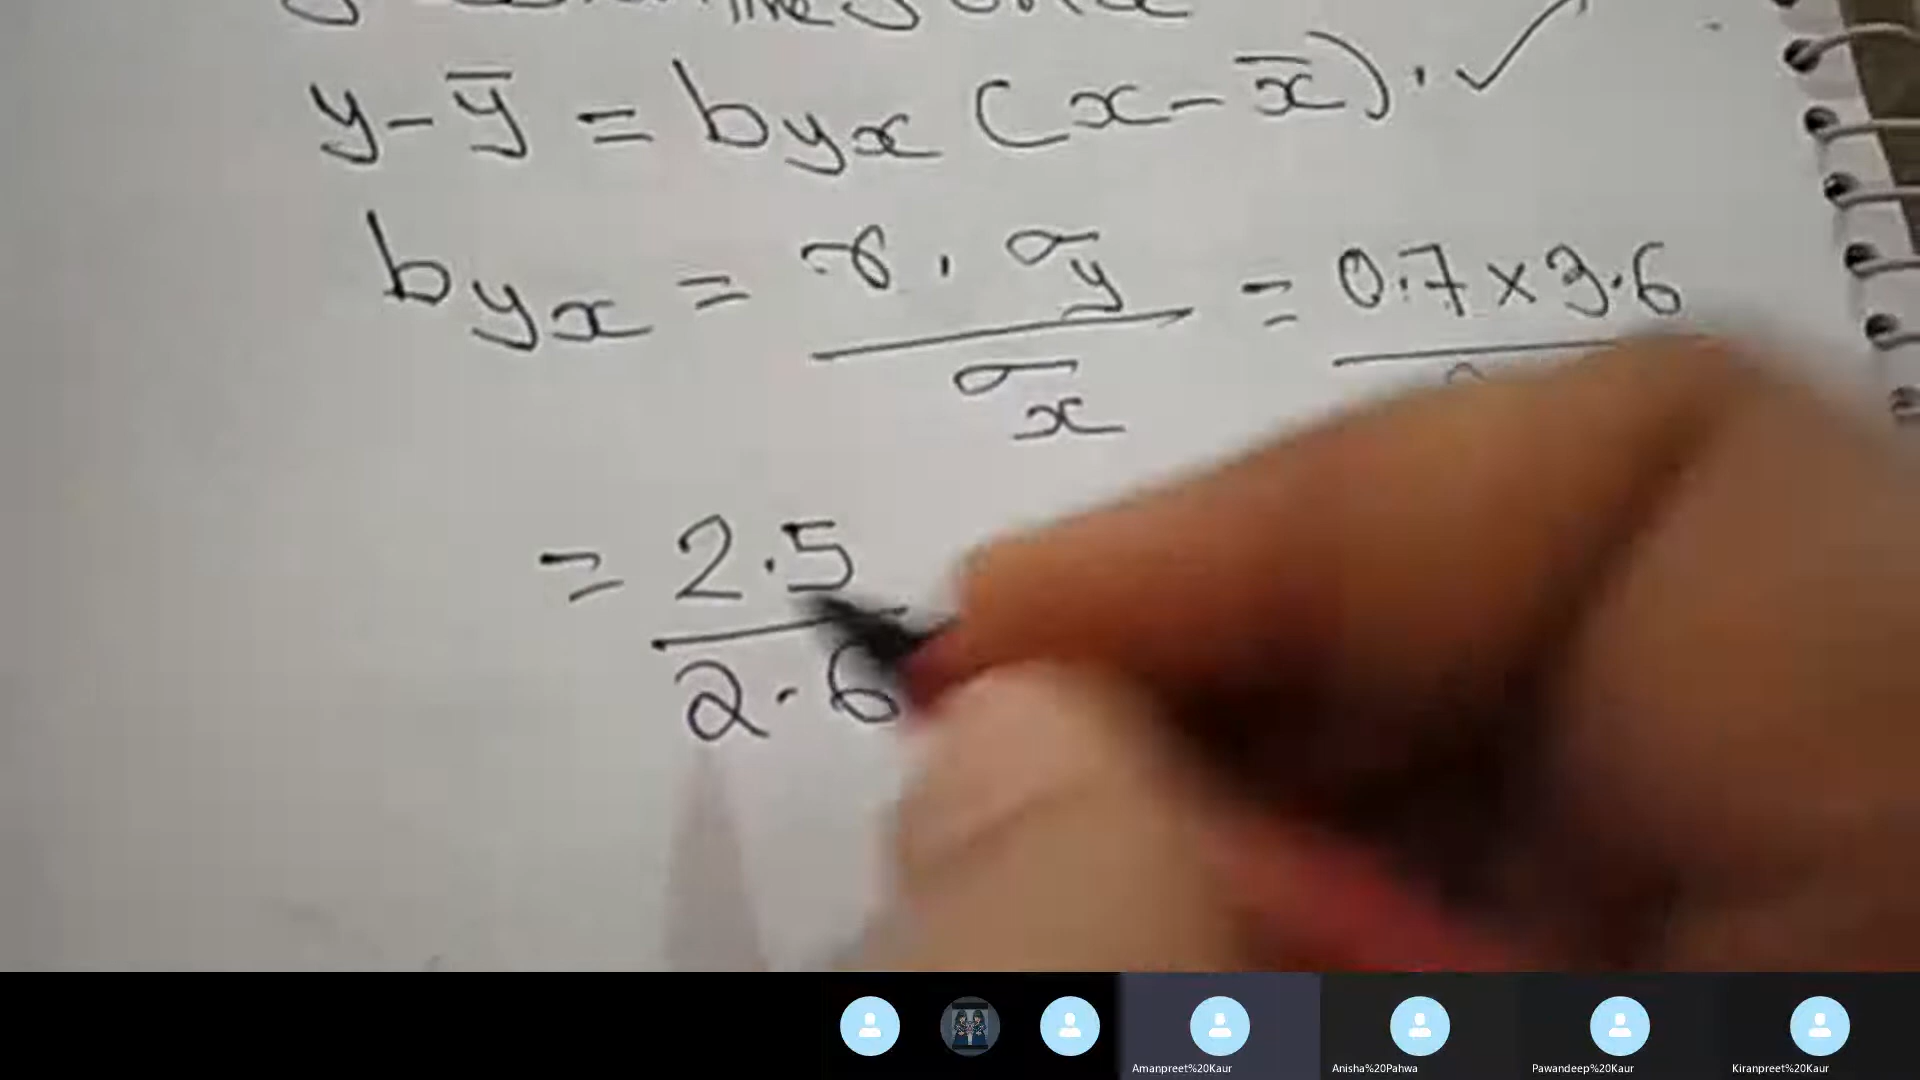 y - ȳ = byx (x - x̄). ✓
byx = r . σy / σx = 0.7 x 3.6
= 2.5 / 2.6
Amanpreet%20Kaur Anisha%20Pahwa Pawandeep%20Kaur Kiranpreet%20Kaur